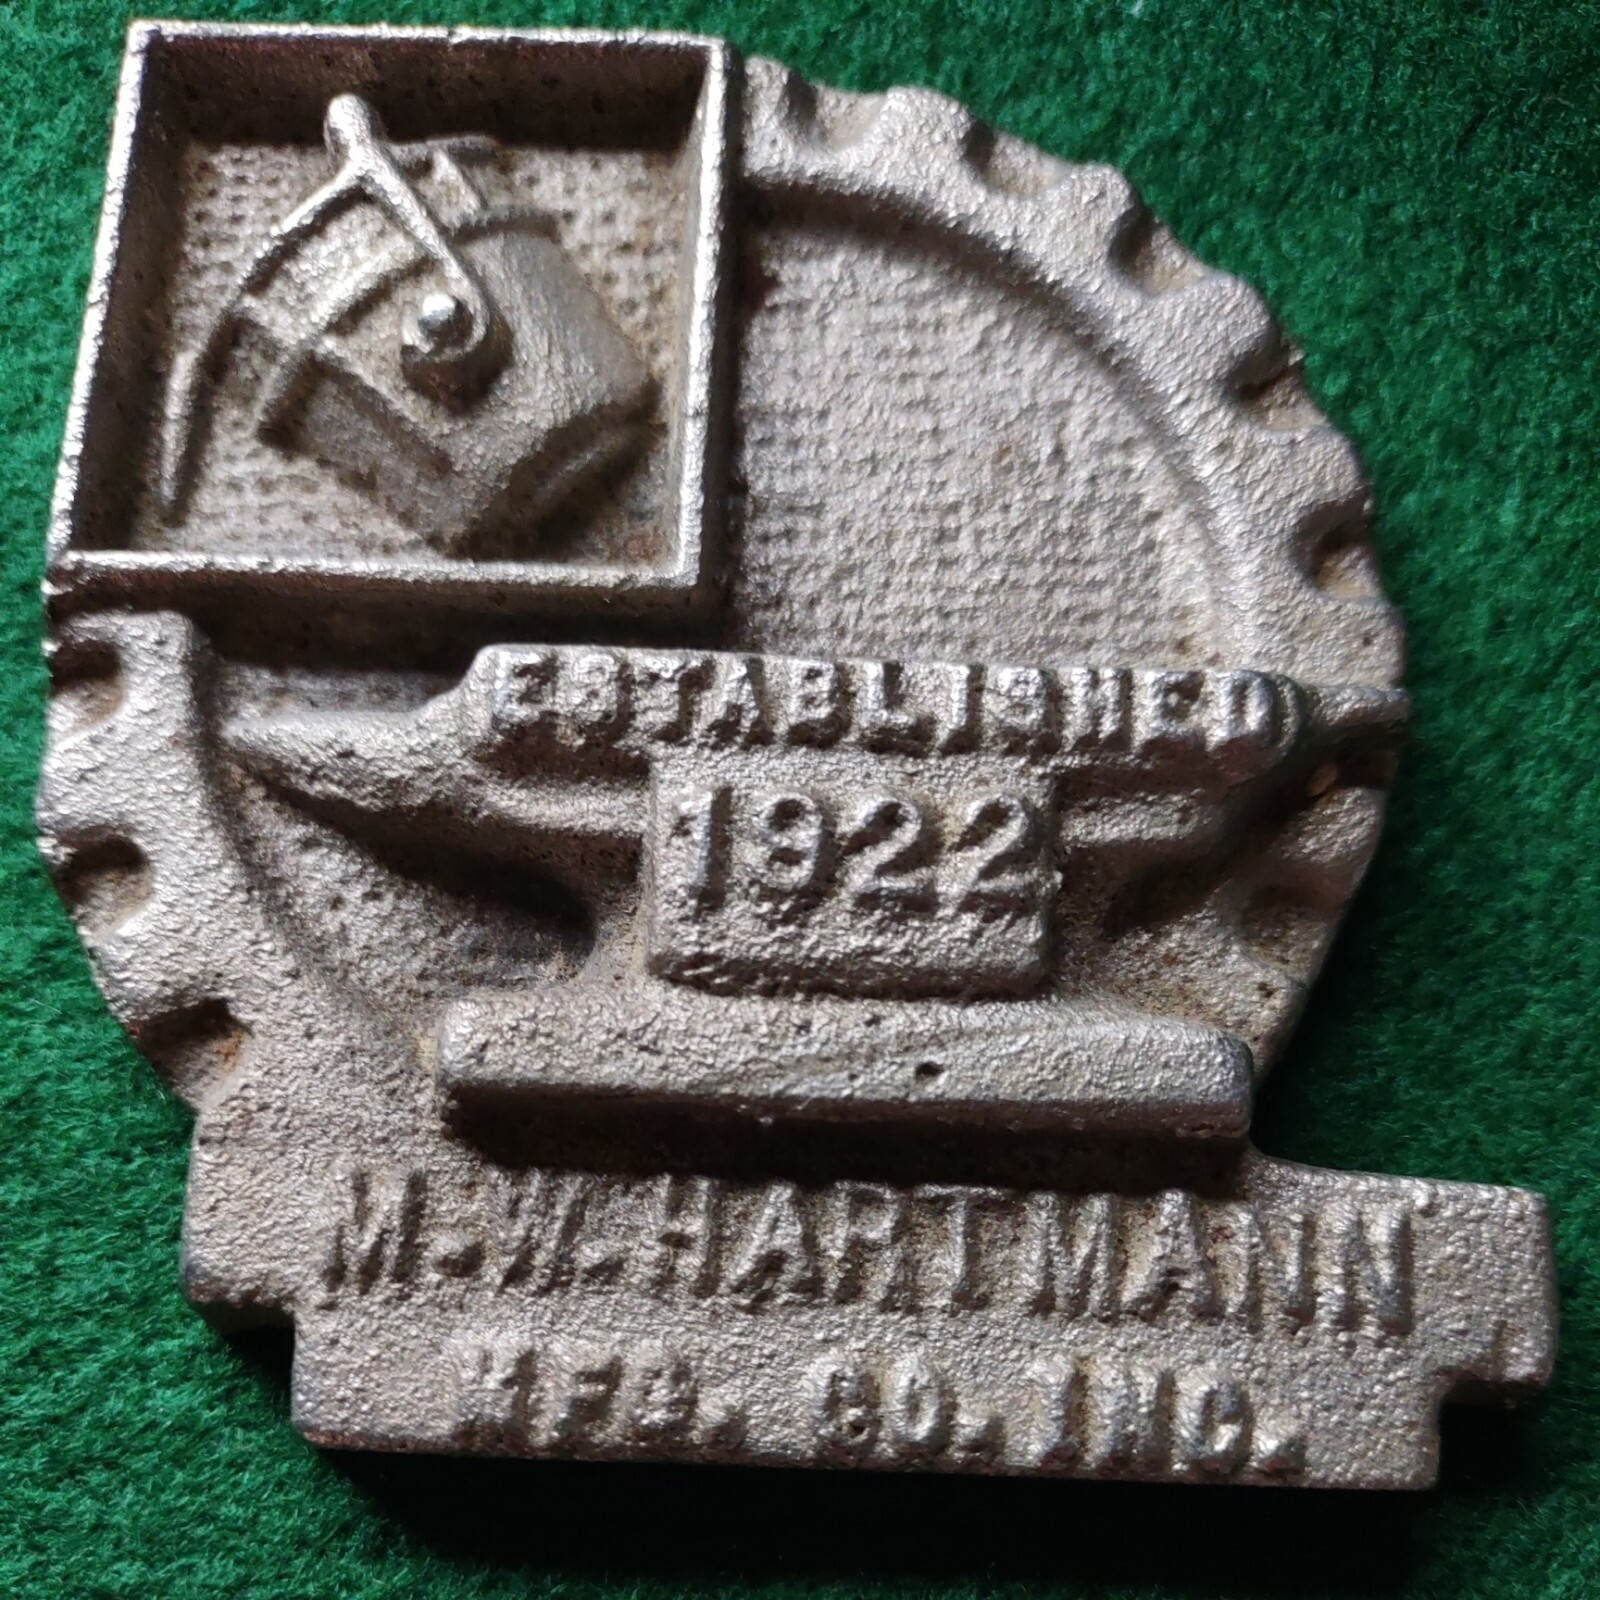 ESTABLISHED
1922
M.W.HARTMANN
MFG. CO. INC.